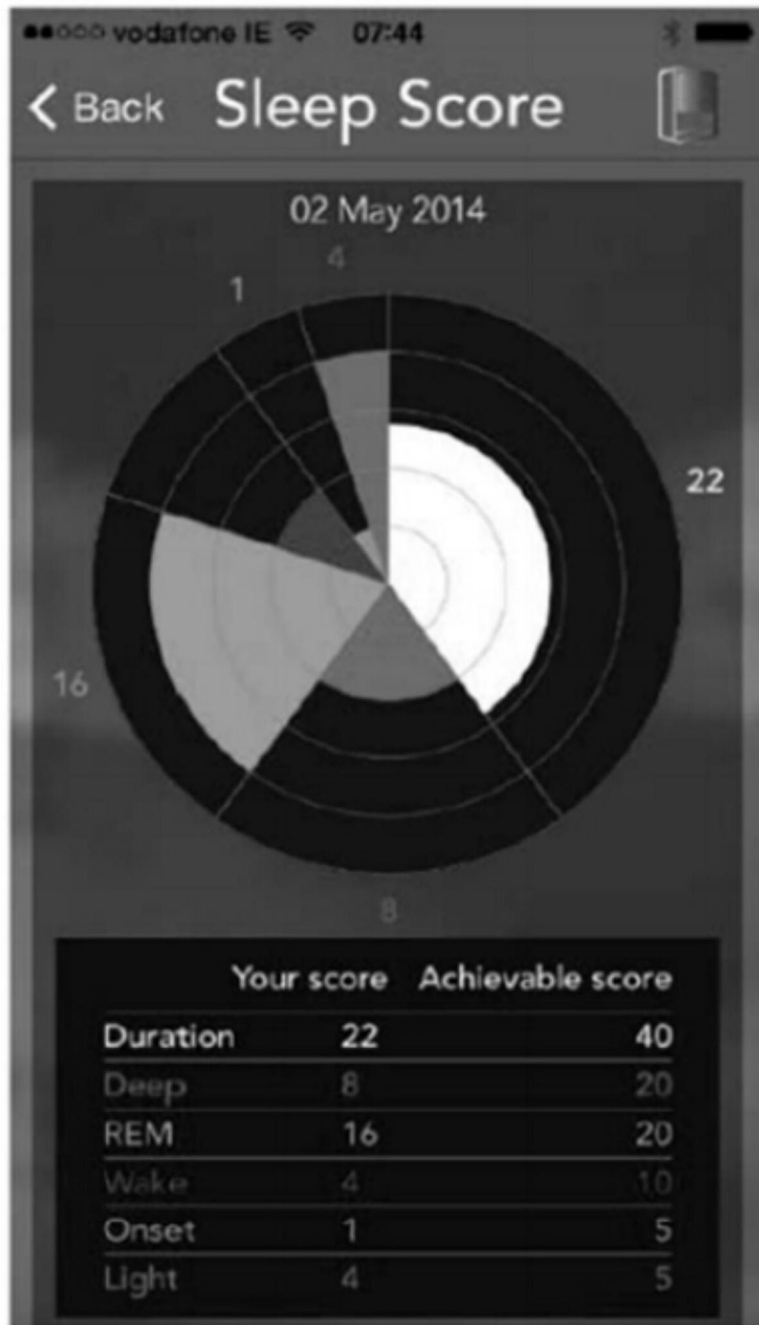 vodafone IE 07:44
Back Sleep Score
02 May 2014
4
1
22
16
8
Your score Achievable score
Duration 22 40
Deep 8 20
REM 16 20
Wake 4 10
Onset 1 5
Light 4 5